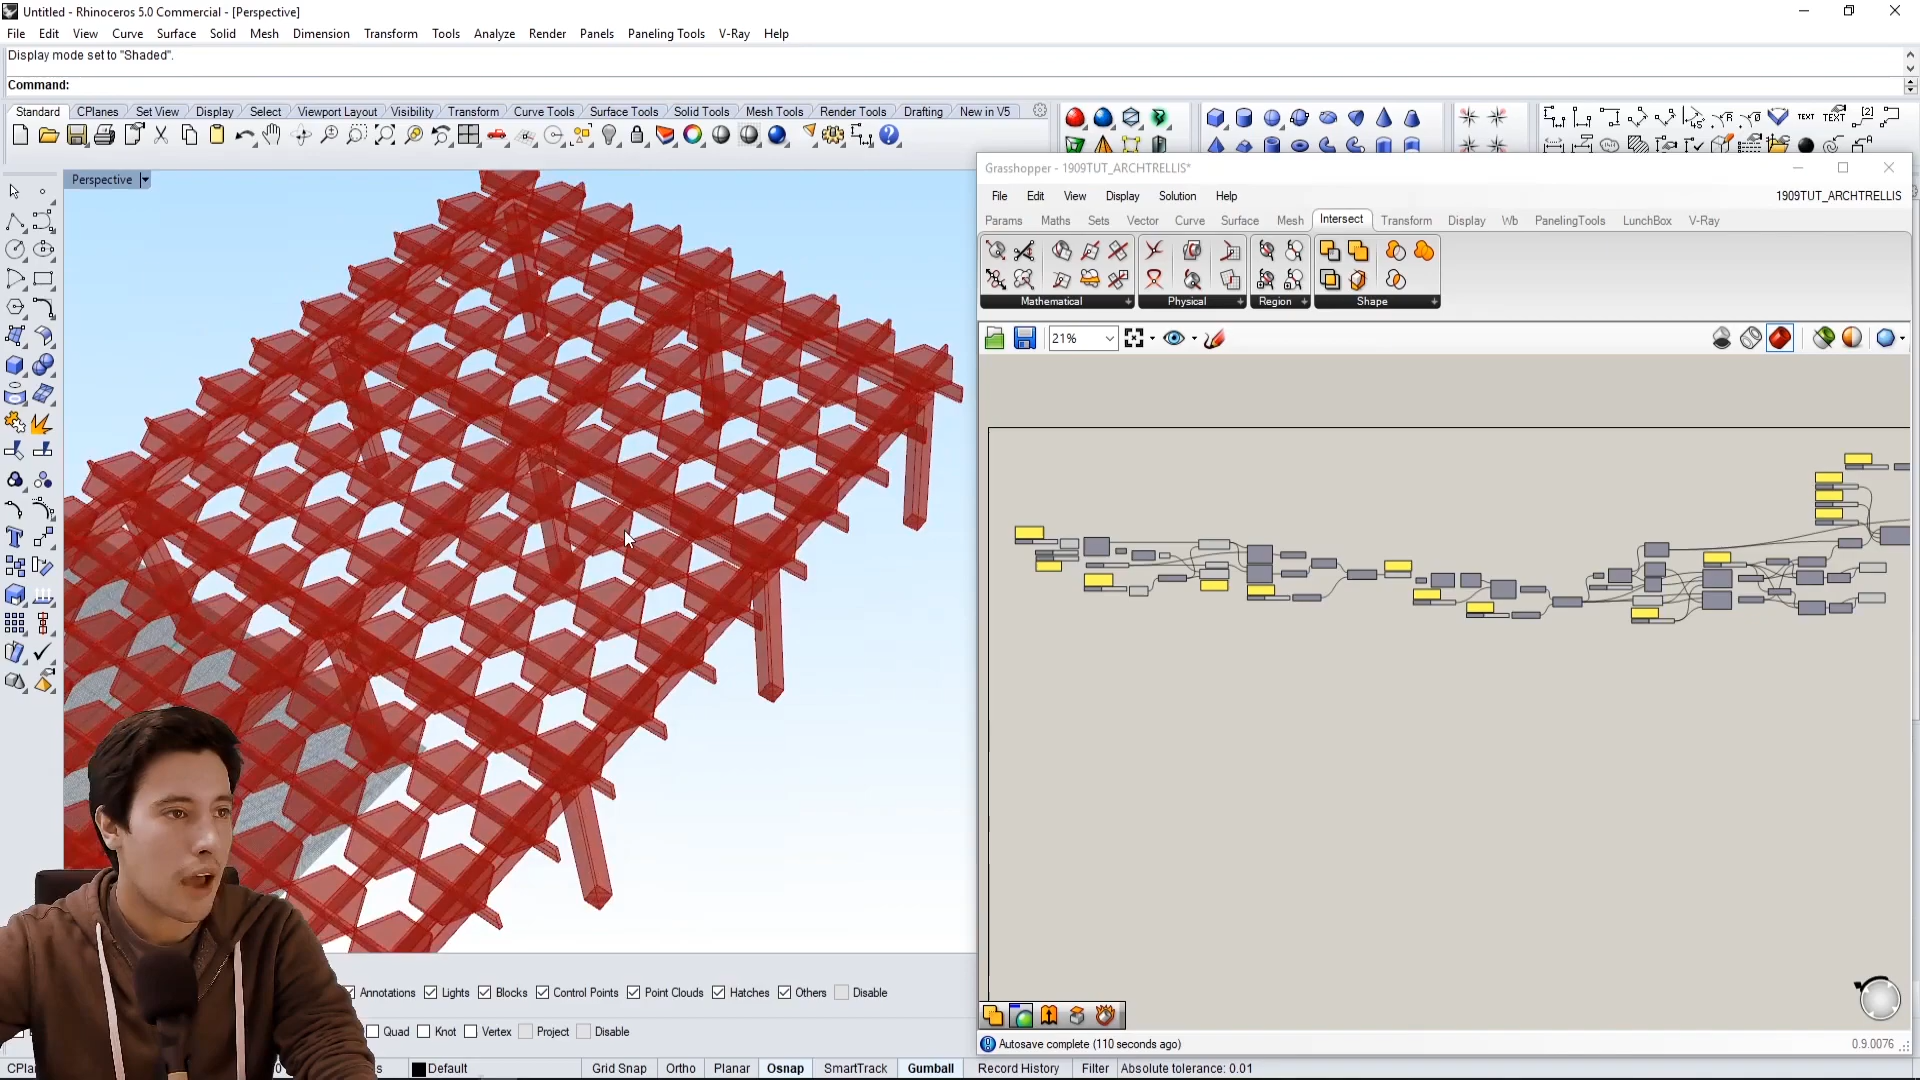 Untitled - Rhinoceros 5.0 Commercial - [Perspective]
File Edit View Curve Surface Solid Mesh Dimension Transform Tools Analyze Render Panels Paneling Tools V-Ray Help
Display mode set to "Shaded".
Command:
Standard CPlanes Set View Display Select Viewport Layout Visibility Transform Curve Tools Surface Tools Solid Tools Mesh Tools Render Tools Drafting New in V5
Perspective
Grasshopper - 1909TUT_ARCHTRELLIS*
File Edit View Display Solution Help 1909TUT_ARCHTRELLIS
Params Maths Sets Vector Curve Surface Mesh Intersect Transform Display Wb PanelingTools LunchBox V-Ray
Mathematical Physical Region Shape
21%
Annotations Lights Blocks Control Points Point Clouds Hatches Others Disable
Quad Knot Vertex Project Disable
Autosave complete (110 seconds ago) 0.9.0076
Default Grid Snap Ortho Planar Osnap SmartTrack Gumball Record History Filter Absolute tolerance: 0.01